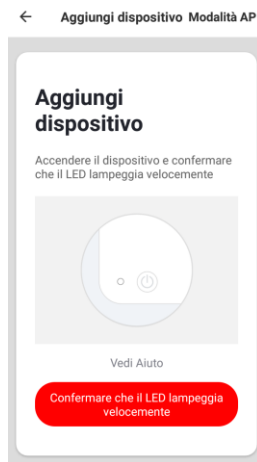 Aggiungi dispositivo Modalità AP
Aggiungi
dispositivo
Accendere il dispositivo e confermare
che il LED lampeggia velocemente
Vedi Aiuto
Confermare che il LED lampeggia
velocemente